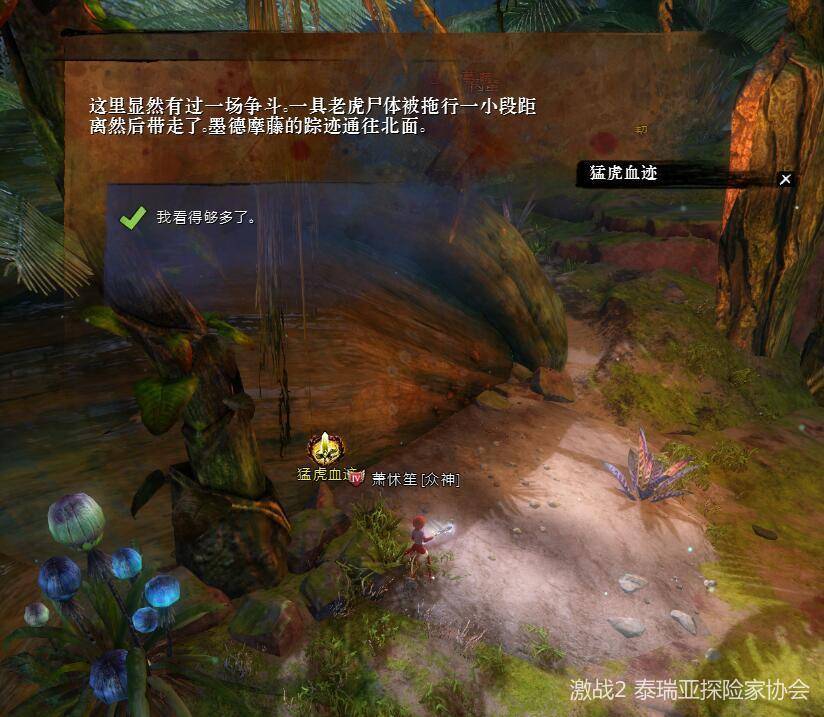 这里显然有过一场争斗。一具老虎尸体被拖行一小段距
离然后带走了。墨德摩藤的踪迹通往北面。
猛虎血迹
我看得够多了。
猛虎血迹
萧怵笙[众神]
激战2 泰瑞亚探险家协会